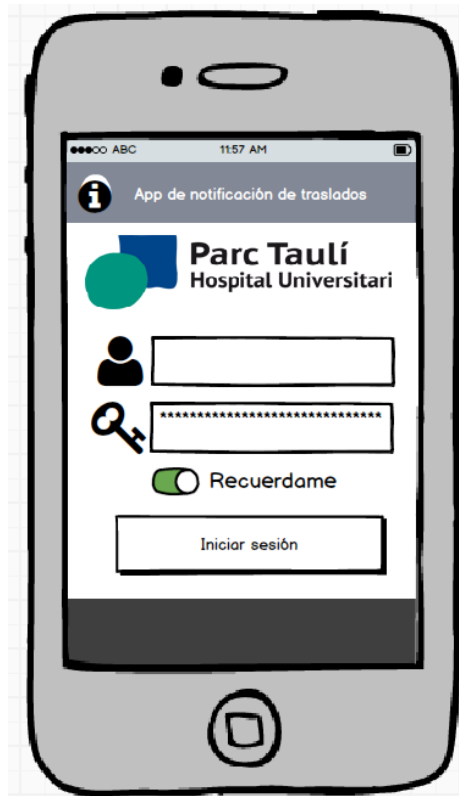 ABC 11:57 AM
App de notificación de traslados
Parc Taulí
Hospital Universitari
******************************
Recuerdame
Iniciar sesión